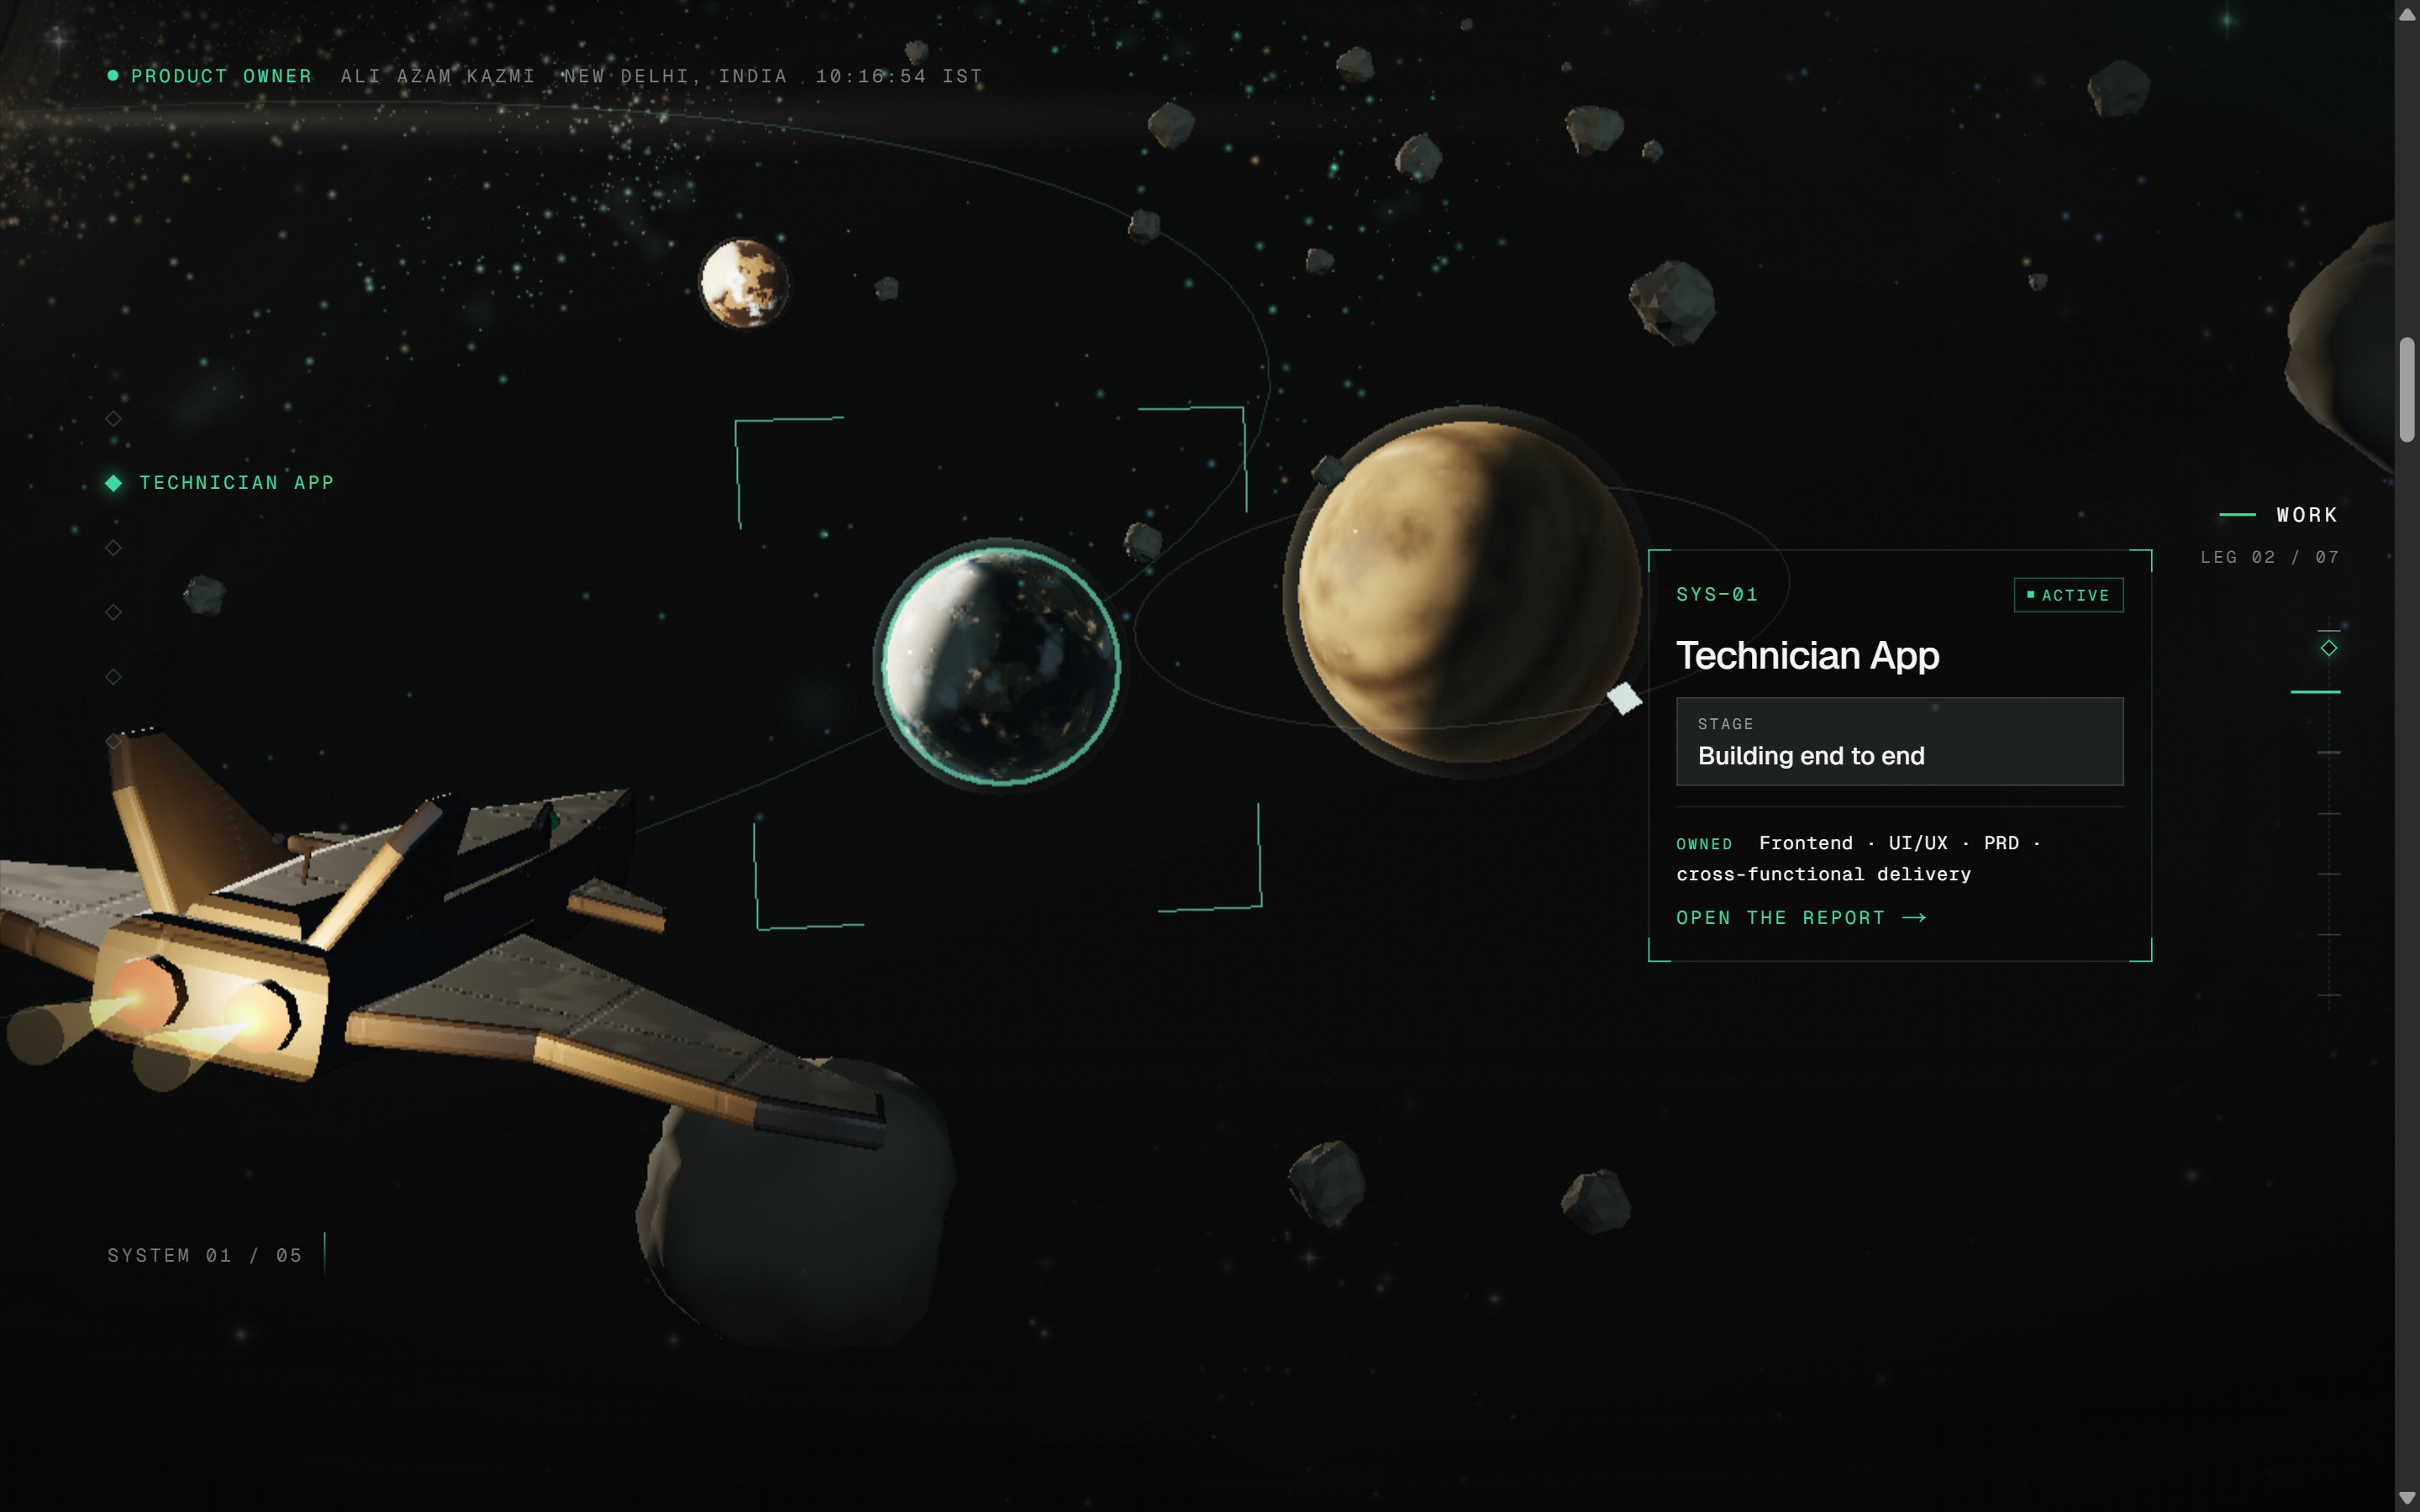 PRODUCT OWNER ALI AZAM KAZMI NEW DELHI, INDIA 10:16:54 IST
TECHNICIAN APP
WORK
LEG 02 / 07
SYS-01 ACTIVE
Technician App
STAGE
Building end to end
OWNED Frontend · UI/UX · PRD ·
cross-functional delivery
OPEN THE REPORT →
SYSTEM 01 / 05